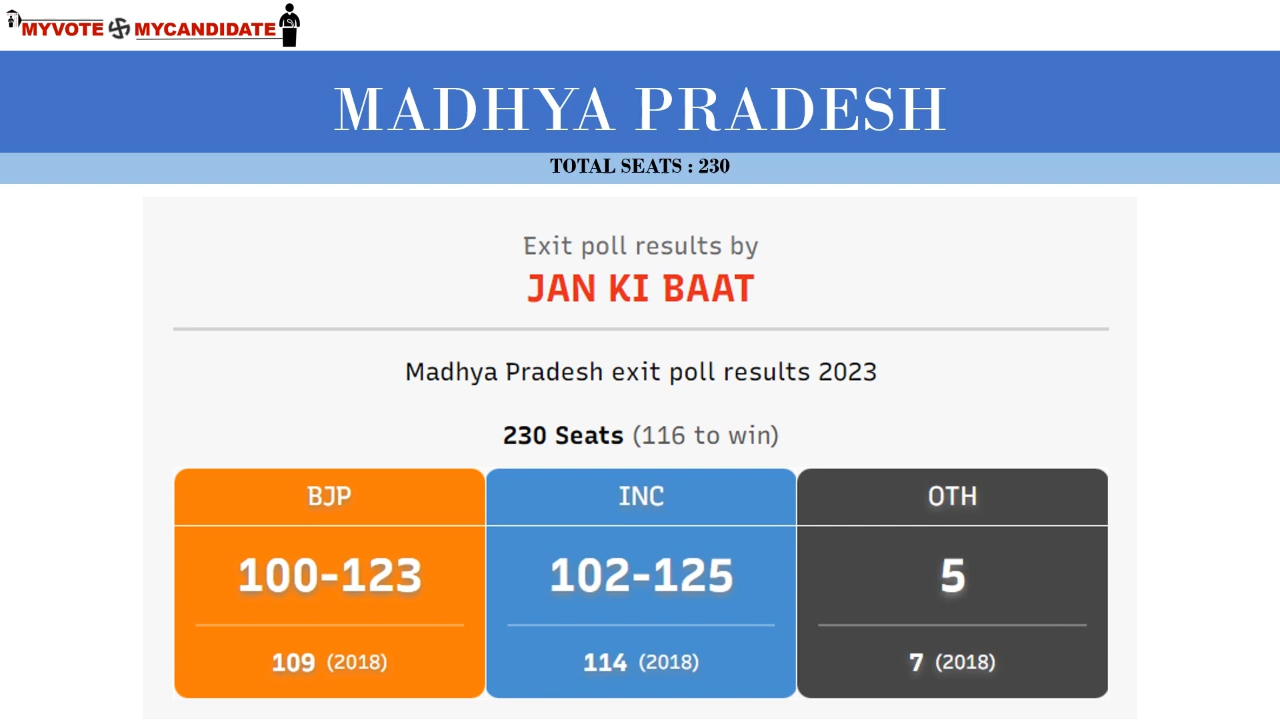 MYVOTE MYCANDIDATE
MADHYA PRADESH
TOTAL SEATS : 230
Exit poll results by
JAN KI BAAT
Madhya Pradesh exit poll results 2023
230 Seats (116 to win)
BJP INC OTH
100-123 102-125 5
109 (2018) 114 (2018) 7 (2018)